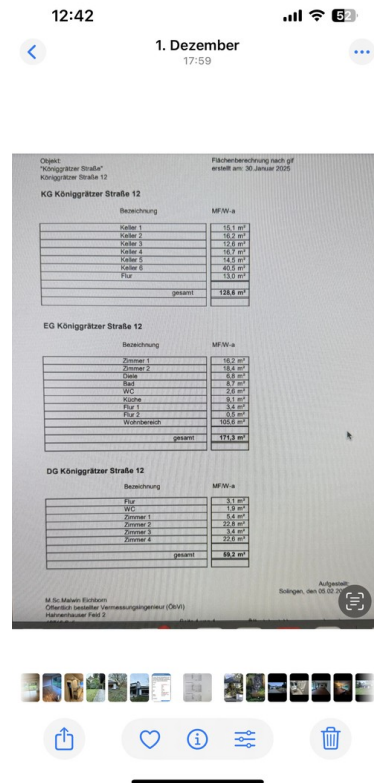 12:42
52
1. Dezember
17:59
Objekt: Flächenberechnung nach gif
"Königgrätzer Straße" erstellt am: 30 Januar 2025
Königgrätzer Straße 12
KG Königgrätzer Straße 12
Bezeichnung MF/W-a
Keller 1 15,1 m²
Keller 2 16,2 m²
Keller 3 12,6 m²
Keller 4 16,7 m²
Keller 5 14,5 m²
Keller 6 40,5 m²
Flur 13,0 m²
gesamt 128,6 m²
EG Königgrätzer Straße 12
Bezeichnung MF/W-a
Zimmer 1 16,2 m²
Zimmer 2 18,4 m²
Diele 6,8 m²
Bad 8,7 m²
WC 2,6 m²
Küche 9,1 m²
Flur 1 3,4 m²
Flur 2 0,5 m²
Wohnbereich 105,6 m²
gesamt 171,3 m²
DG Königgrätzer Straße 12
Bezeichnung MF/W-a
Flur 3,1 m²
WC 1,9 m²
Zimmer 1 5,4 m²
Zimmer 2 22,8 m²
Zimmer 3 3,4 m²
Zimmer 4 22,6 m²
gesamt 59,2 m²
Aufgestellt:
Solingen, den 05.02.20
M.Sc. Malwin Eichborn
Öffentlich bestellter Vermessungsingenieur (ÖbVI)
Hahnenhauser Feld 2